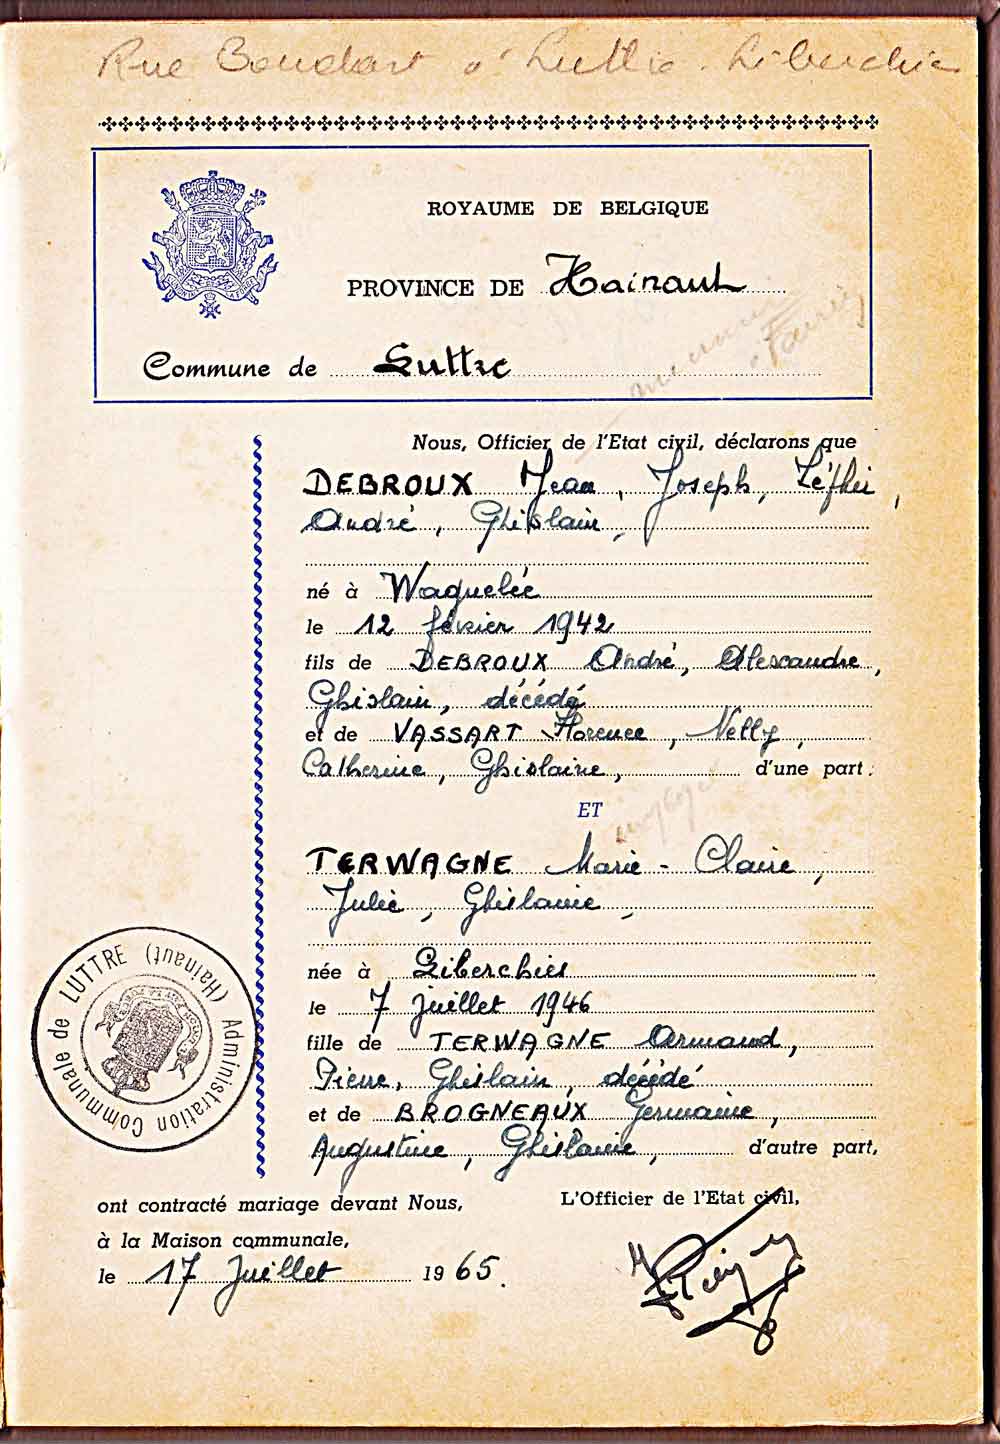 Rue à Luttre - Liberchies
ROYAUME DE BELGIQUE
PROVINCE DE Hainaut
Commune de Luttre
Nous, Officier de l'Etat civil, déclarons que
DEBROUX Jean, Joseph,
André, Ghislain,
né à Wagnelée
le 12 février 1942
fils de DEBROUX André, Alexandre,
Ghislain, décédé
et de VASSART Florence, Nelly,
Catherine, Ghislaine, d'une part.
ET
TERWAGNE Marie-Claire,
Julie, Ghislaine,
née à Liberchies
le 7 juillet 1946
fille de TERWAGNE Armand,
Pierre, Ghislain, décédé
et de BROGNEAUX Germaine,
Augustine, Ghislaine, d'autre part,
Administration Communale de LUTTRE (Hainaut)
ont contracté mariage devant Nous,
à la Maison communale,
le 17 Juillet 1965.
L'Officier de l'Etat civil,